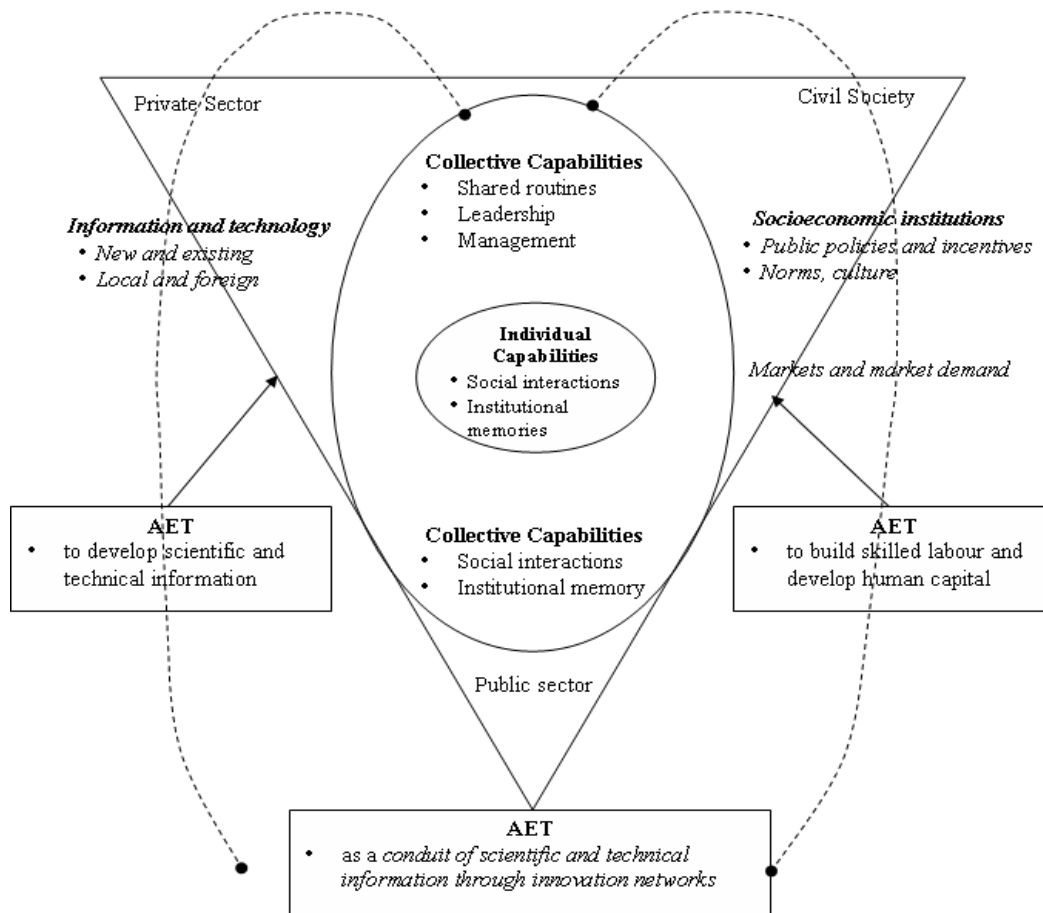 Private Sector
Civil Society
Collective Capabilities
• Shared routines
• Leadership
• Management
Information and technology
• New and existing
• Local and foreign
Socioeconomic institutions
• Public policies and incentives
• Norms, culture
Individual
Capabilities
• Social interactions
• Institutional
memories
Markets and market demand
AET
• to develop scientific and
technical information
Collective Capabilities
• Social interactions
• Institutional memory
AET
• to build skilled labour and
develop human capital
Public sector
AET
• as a conduit of scientific and technical
information through innovation networks